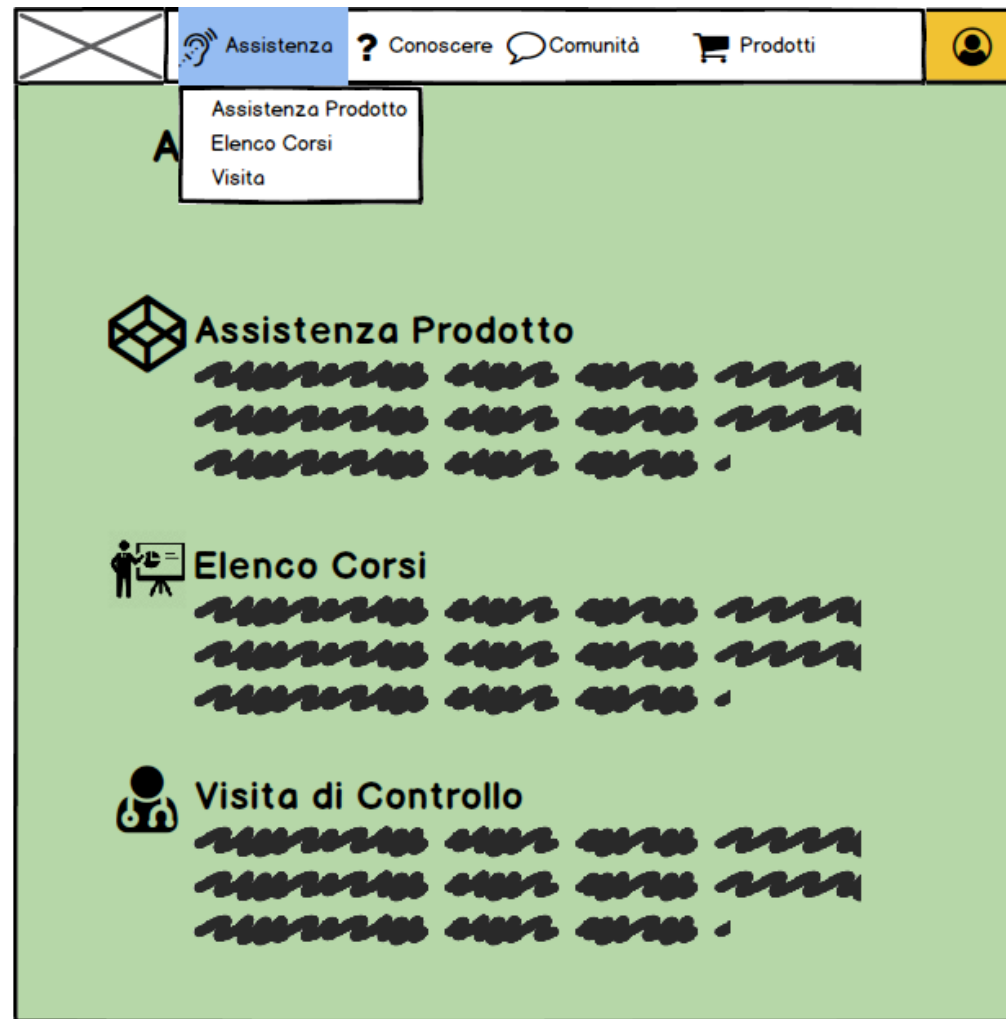 Assistenza
? Conoscere
Comunità
Prodotti
Assistenza Prodotto
Elenco Corsi
Visita
A
Assistenza Prodotto
Elenco Corsi
Visita di Controllo